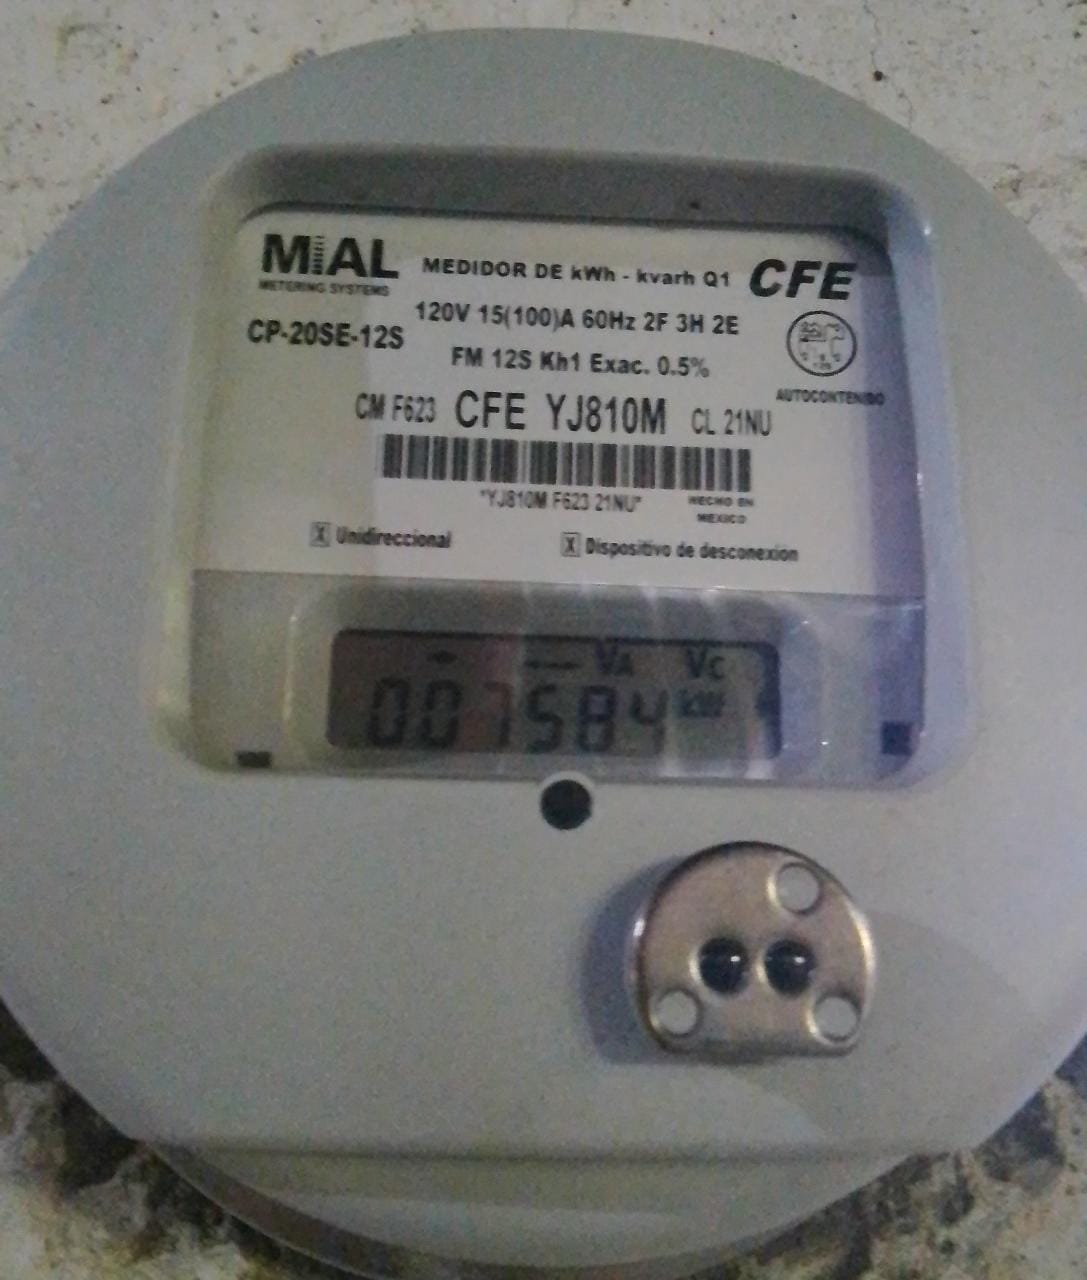 MIAL
METERING SYSTEMS
MEDIDOR DE kWh - kvarh Q1
CFE
120V 15(100)A 60Hz 2F 3H 2E
CP-20SE-12S
FM 12S Kh1 Exac. 0.5%
AUTOCONTENIDO
CM F623 CFE YJ810M CL 21NU
*YJ810M F623 21NU*
HECHO EN
MEXICO
X Unidireccional
X Dispositivo de desconexión
VA VC
007584